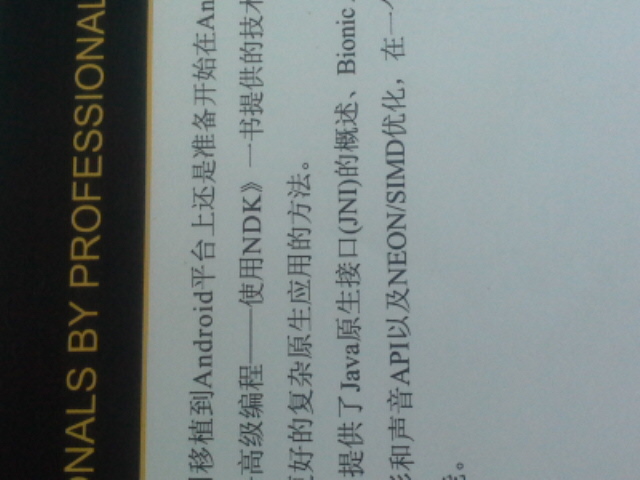 ONALS BY PROFESSIONAL
移植到Android平台上还是准备开始在An
高级编程——使用NDK》一书提供的技术
好的复杂原生应用的方法。
提供了Java原生接口(JNI)的概述、Bionic
和声音API以及NEON/SIMD优化，在一
。